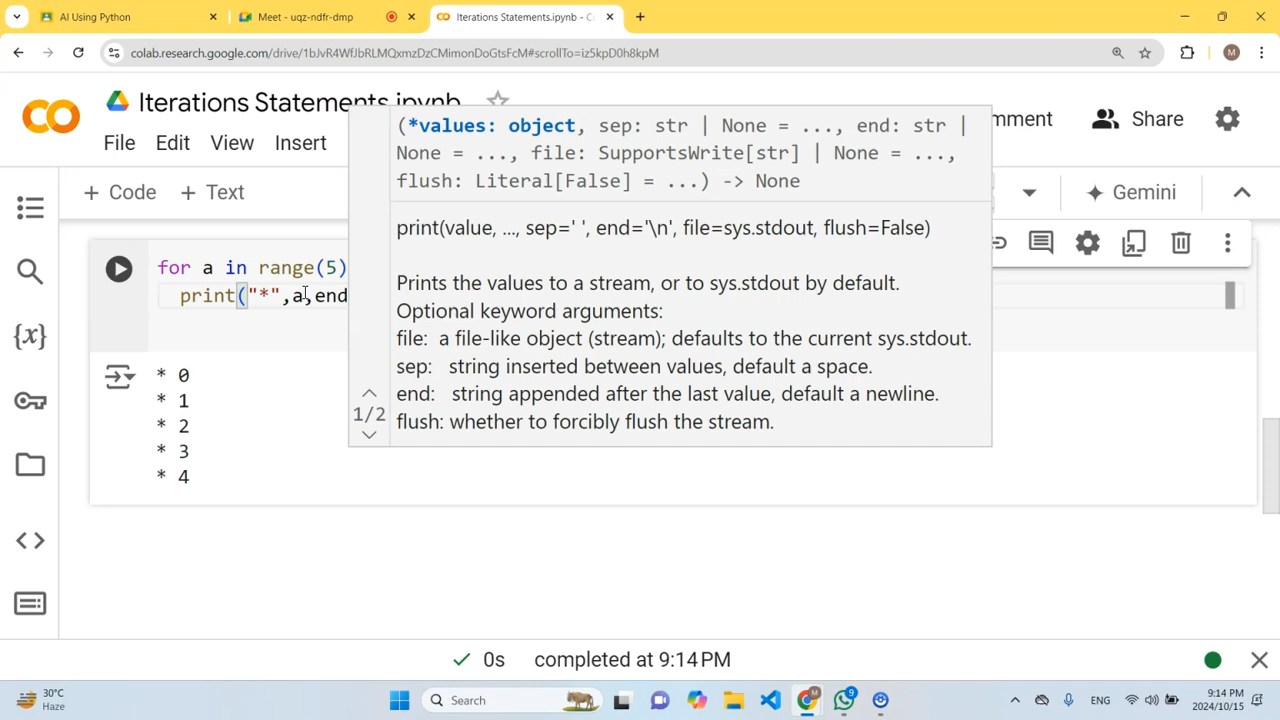 AI Using Python
Meet - uqz-ndfr-dmp
Iterations Statements.ipynb - C
colab.research.google.com/drive/1bJvR4WfJbRLMQxmzDzCMimonDoGtsFcM#scrollTo=iz5kpD0h8kpM
M
CO
Iterations Statements.ipynb
File Edit View Insert
mment
Share
+ Code + Text
Gemini
(*values: object, sep: str | None = ..., end: str |
None = ..., file: SupportsWrite[str] | None = ...,
flush: Literal[False] = ...) -> None
print(value, ..., sep=' ', end='\n', file=sys.stdout, flush=False)
Prints the values to a stream, or to sys.stdout by default.
Optional keyword arguments:
file: a file-like object (stream); defaults to the current sys.stdout.
sep: string inserted between values, default a space.
end: string appended after the last value, default a newline.
flush: whether to forcibly flush the stream.
1/2
for a in range(5)
print("*",a,end
* 0
* 1
* 2
* 3
* 4
{x}
0s completed at 9:14 PM
30°C
Haze
Search
M
9
ENG
9:14 PM
2024/10/15